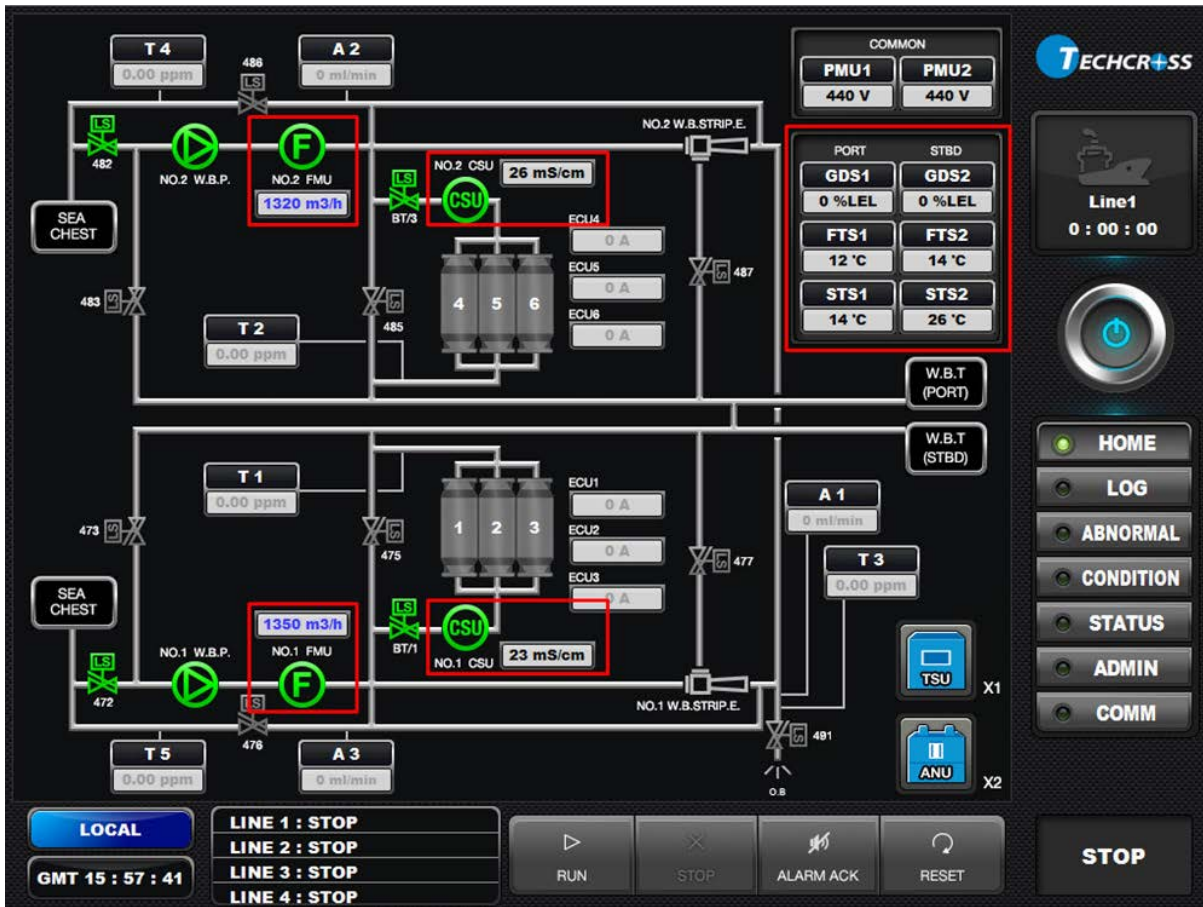 T 4
0.00 ppm
486
LS
A 2
0 ml/min
COMMON
PMU1 PMU2
440 V 440 V
TECHCROSS
LS
482
NO.2 W.B.P.
F
NO.2 FMU
1320 m3/h
NO.2 W.B.STRIP.E.
LS
BT/3
NO.2 CSU
CSU
26 mS/cm
PORT STBD
GDS1 GDS2
0 %LEL 0 %LEL
FTS1 FTS2
12 °C 14 °C
STS1 STS2
14 °C 26 °C
Line1
0 : 00 : 00
SEA
CHEST
483 LS
LS
485
T 2
0.00 ppm
4 5 6
ECU4
0 A
ECU5
0 A
ECU6
0 A
LS 487
W.B.T
(PORT)
W.B.T
(STBD)
T 1
0.00 ppm
473 LS
LS
475
1 2 3
ECU1
0 A
ECU2
0 A
ECU3
0 A
LS 477
A 1
0 ml/min
T 3
0.00 ppm
SEA
CHEST
LS
472
NO.1 W.B.P.
1350 m3/h
NO.1 FMU
F
LS
BT/1
CSU
NO.1 CSU
23 mS/cm
NO.1 W.B.STRIP.E.
LS
476
T 5
0.00 ppm
A 3
0 ml/min
LS 491
O.B
TSU
X1
ANU
X2
HOME
LOG
ABNORMAL
CONDITION
STATUS
ADMIN
COMM
LOCAL
GMT 15 : 57 : 41
LINE 1 : STOP
LINE 2 : STOP
LINE 3 : STOP
LINE 4 : STOP
RUN
STOP
ALARM ACK
RESET
STOP